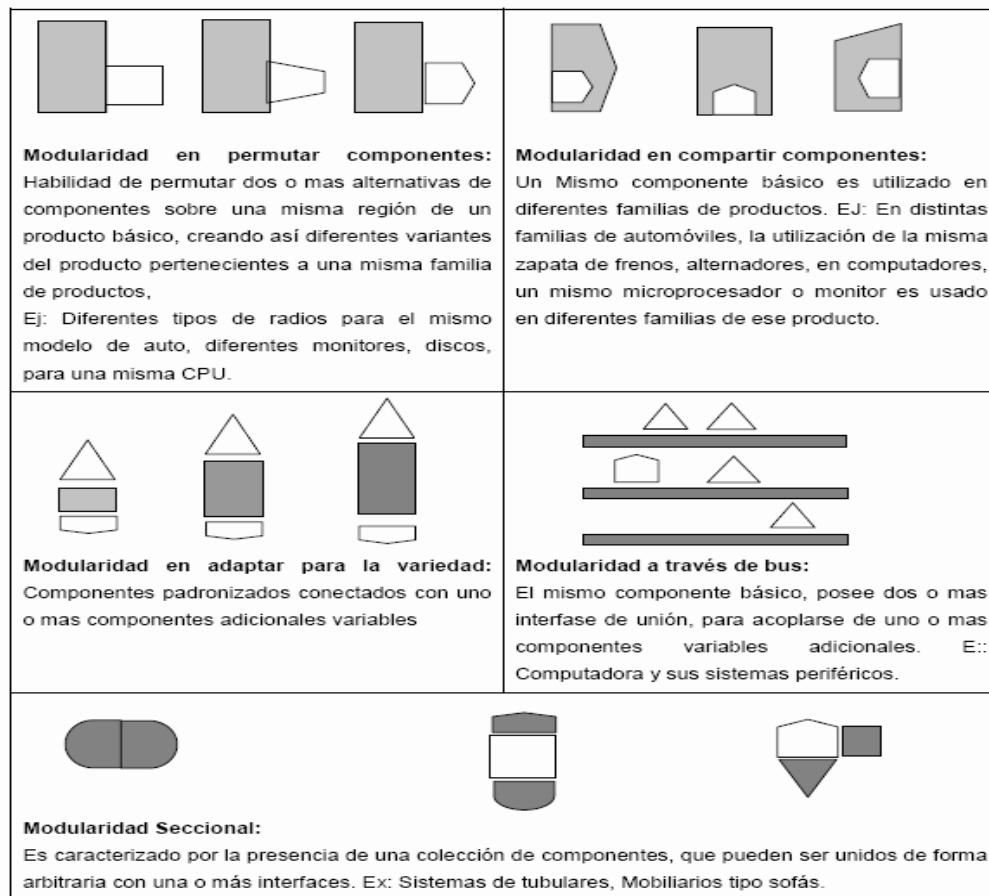 Modularidad en permutar componentes:
Habilidad de permutar dos o mas alternativas de
componentes sobre una misma región de un
producto básico, creando así diferentes variantes
del producto pertenecientes a una misma familia
de productos,
Ej: Diferentes tipos de radios para el mismo
modelo de auto, diferentes monitores, discos,
para una misma CPU.
Modularidad en compartir componentes:
Un Mismo componente básico es utilizado en
diferentes familias de productos. EJ: En distintas
familias de automóviles, la utilización de la misma
zapata de frenos, alternadores, en computadores,
un mismo microprocesador o monitor es usado
en diferentes familias de ese producto.
Modularidad en adaptar para la variedad:
Componentes padronizados conectados con uno
o mas componentes adicionales variables
Modularidad a través de bus:
El mismo componente básico, posee dos o mas
interfase de unión, para acoplarse de uno o mas
componentes variables adicionales. E::
Computadora y sus sistemas periféricos.
Modularidad Seccional:
Es caracterizado por la presencia de una colección de componentes, que pueden ser unidos de forma
arbitraria con una o más interfaces. Ex: Sistemas de tubulares, Mobiliarios tipo sofás.